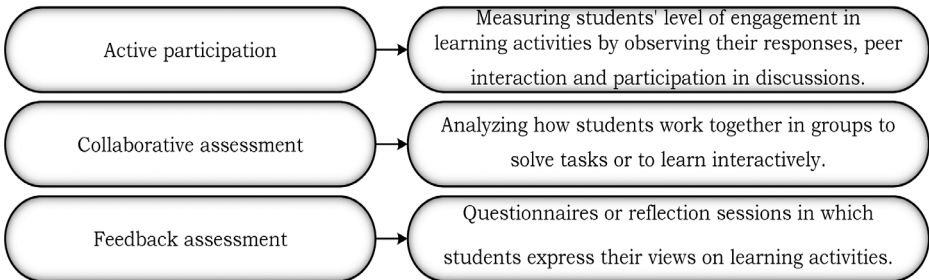 Active participation
Measuring students' level of engagement in
learning activities by observing their responses, peer
interaction and participation in discussions.
Collaborative assessment
Analyzing how students work together in groups to
solve tasks or to learn interactively.
Feedback assessment
Questionnaires or reflection sessions in which
students express their views on learning activities.